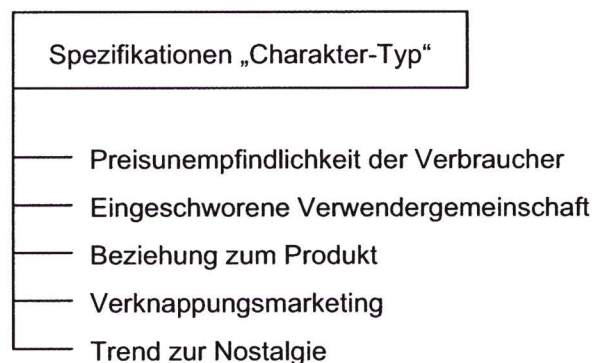 Spezifikationen „Charakter-Typ“
Preisunempfindlichkeit der Verbraucher
Eingeschworene Verwendergemeinschaft
Beziehung zum Produkt
Verknappungsmarketing
Trend zur Nostalgie